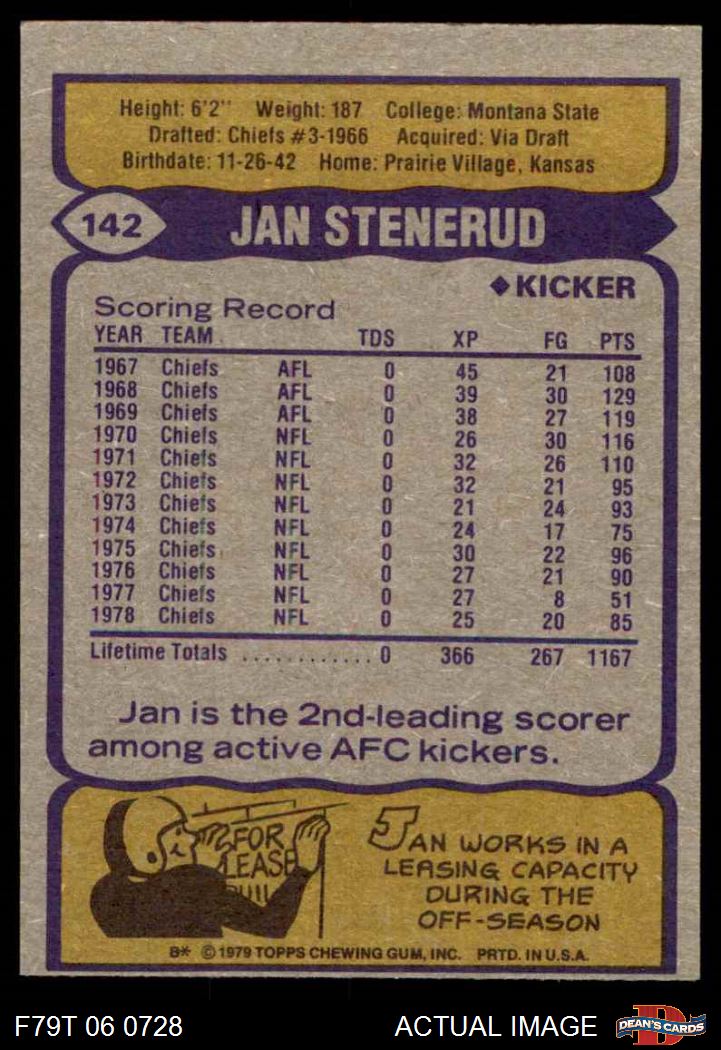 Height: 6'2" Weight: 187 College: Montana State
Drafted: Chiefs #3-1966 Acquired: Via Draft
Birthdate: 11-26-42 Home: Prairie Village, Kansas
142 JAN STENERUD
◆KICKER
Scoring Record
YEAR TEAM TDS XP FG PTS
1967 Chiefs AFL 0 45 21 108
1968 Chiefs AFL 0 39 30 129
1969 Chiefs AFL 0 38 27 119
1970 Chiefs NFL 0 26 30 116
1971 Chiefs NFL 0 32 26 110
1972 Chiefs NFL 0 32 21 95
1973 Chiefs NFL 0 21 24 93
1974 Chiefs NFL 0 24 17 75
1975 Chiefs NFL 0 30 22 96
1976 Chiefs NFL 0 27 21 90
1977 Chiefs NFL 0 27 8 51
1978 Chiefs NFL 0 25 20 85
Lifetime Totals ............ 0 366 267 1167
Jan is the 2nd-leading scorer
among active AFC kickers.
FOR
LEASE
JAN WORKS IN A
LEASING CAPACITY
DURING THE
OFF-SEASON
B* © 1979 TOPPS CHEWING GUM, INC. PRTD. IN U.S.A.
F79T 06 0728 ACTUAL IMAGE
D
DEAN'S CARDS